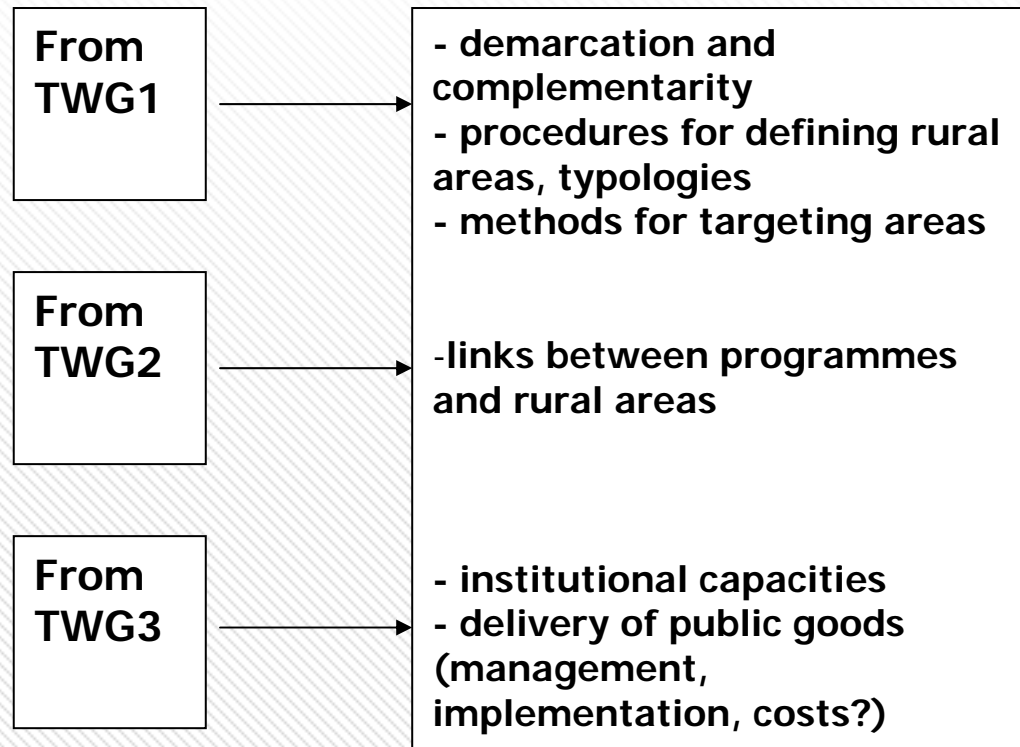 From
TWG1
- demarcation and
complementarity
- procedures for defining rural
areas, typologies
- methods for targeting areas
From
TWG2
-links between programmes
and rural areas
From
TWG3
- institutional capacities
- delivery of public goods
(management,
implementation, costs?)